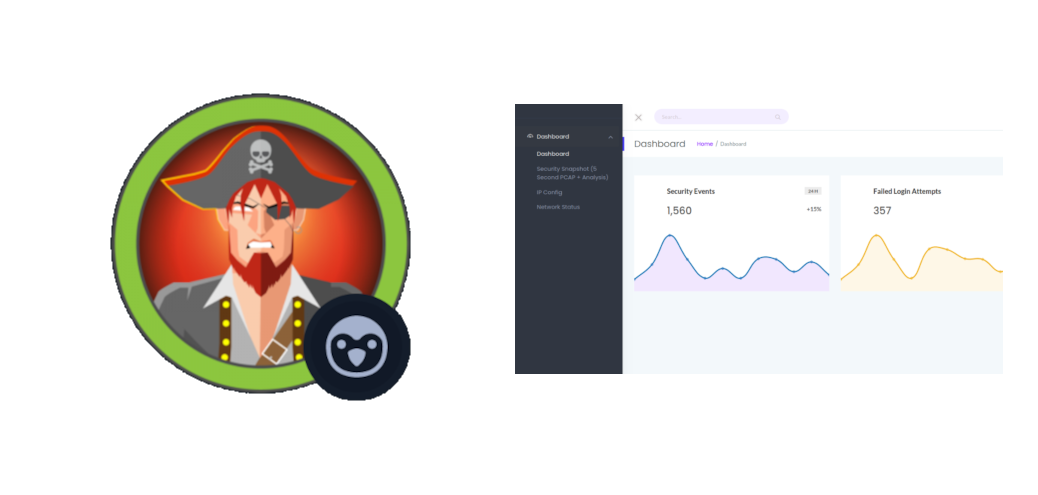 Search...
Dashboard
Dashboard
Security Snapshot (5
Second PCAP + Analysis)
IP Config
Network Status
Dashboard
Home / Dashboard
Security Events
24H
1,560
+15%
Failed Login Attempts
357